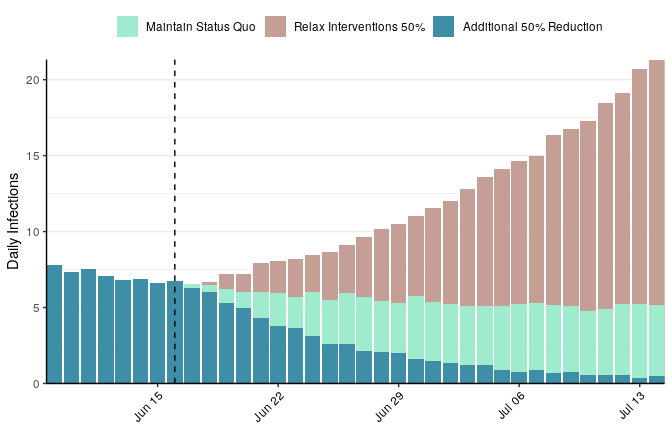 Maintain Status Quo Relax Interventions 50% Additional 50% Reduction
20
15
10
5
0
Daily Infections
Jun 15 Jun 22 Jun 29 Jul 06 Jul 13